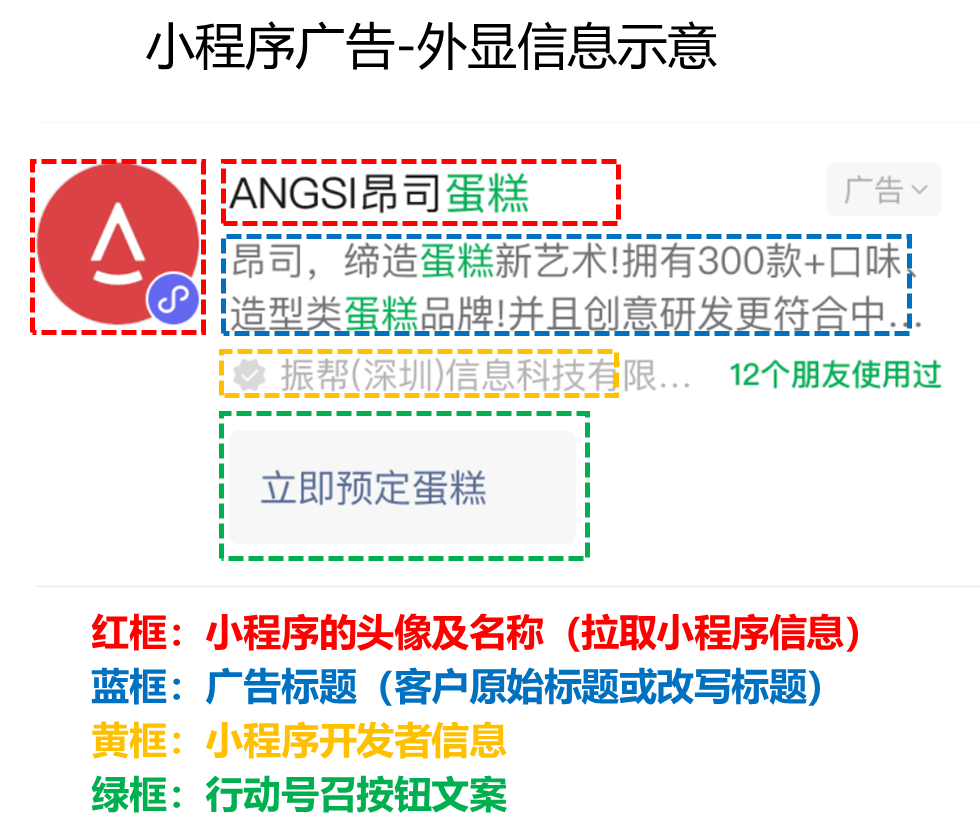 小程序广告-外显信息示意
ANGSI昂司蛋糕
广告
昂司，缔造蛋糕新艺术!拥有300款+口味、
造型类蛋糕品牌!并且创意研发更符合中...
振帮(深圳)信息科技有限...
12个朋友使用过
立即预定蛋糕
红框：小程序的头像及名称（拉取小程序信息）
蓝框：广告标题（客户原始标题或改写标题）
黄框：小程序开发者信息
绿框：行动号召按钮文案